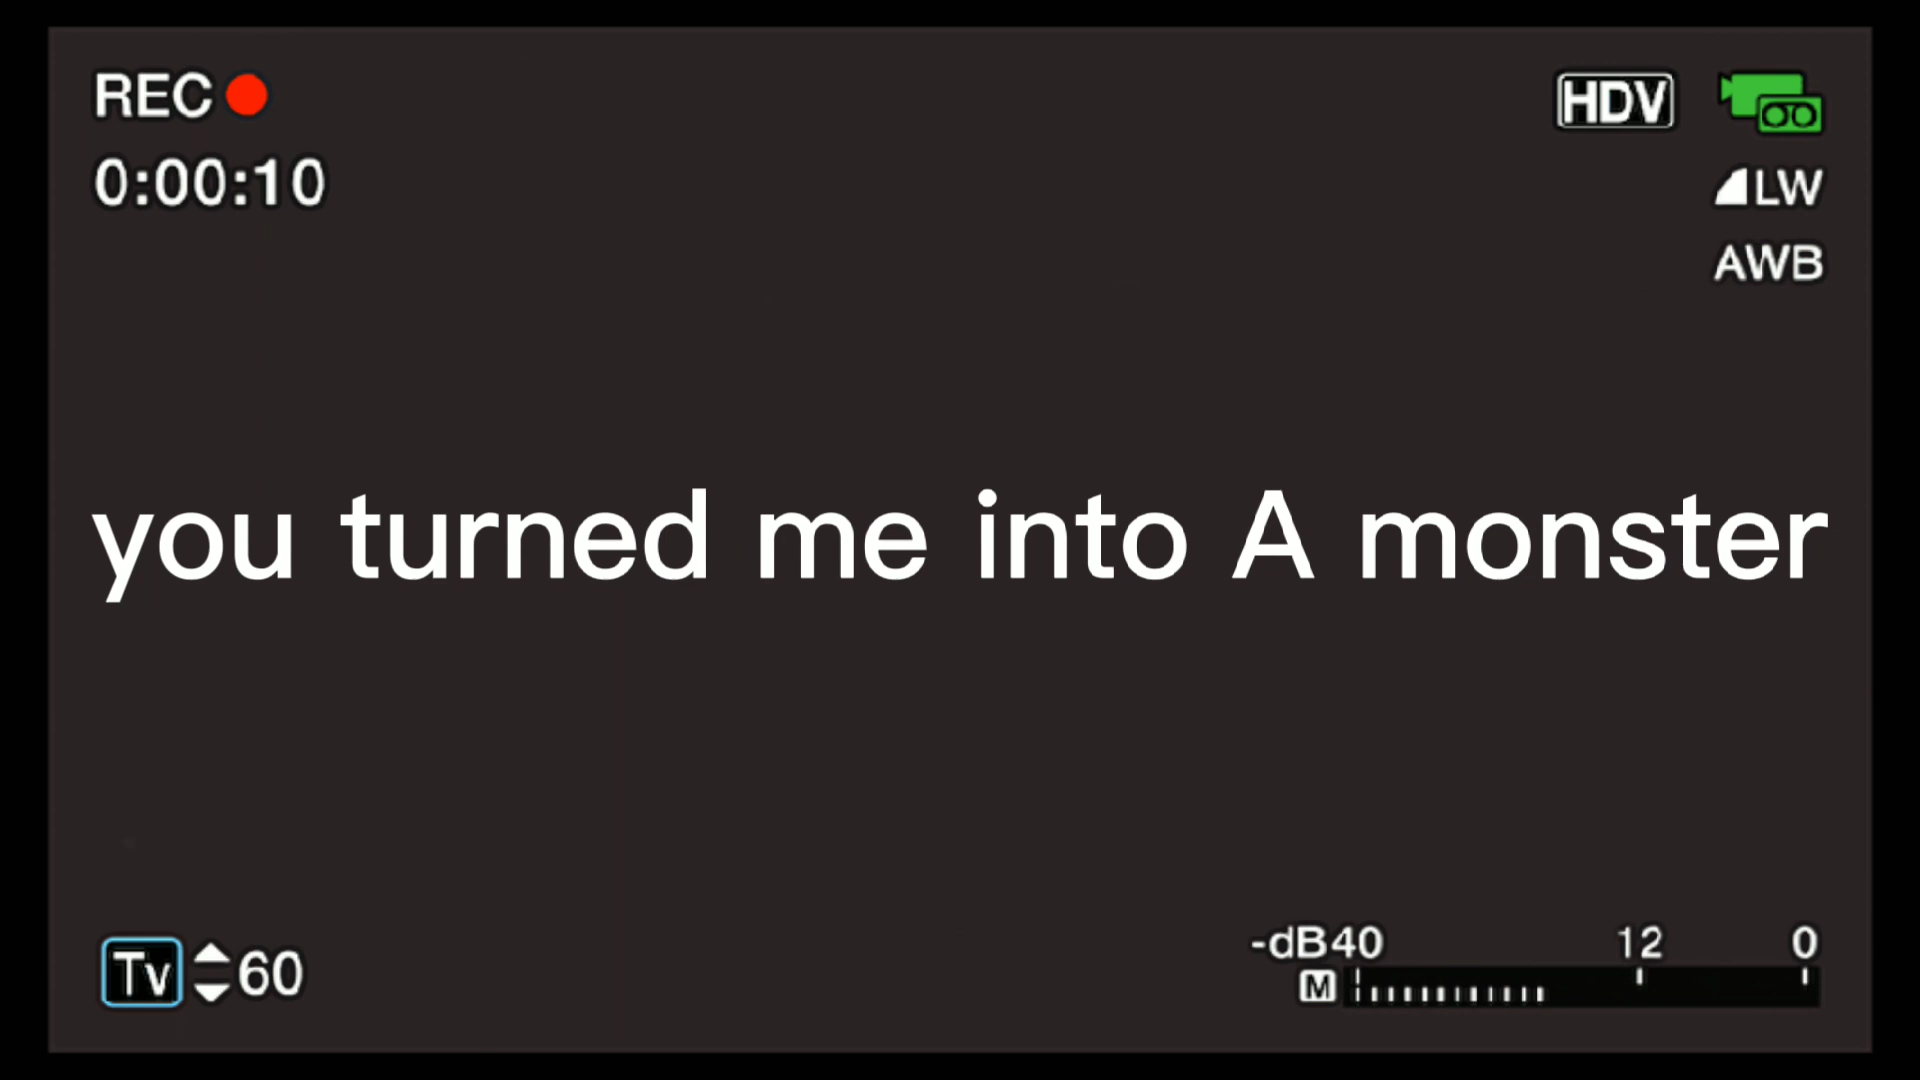 REC
HDV
0:00:10
LW
AWB
you turned me into A monster
Tv 60
-dB40 12 0
M